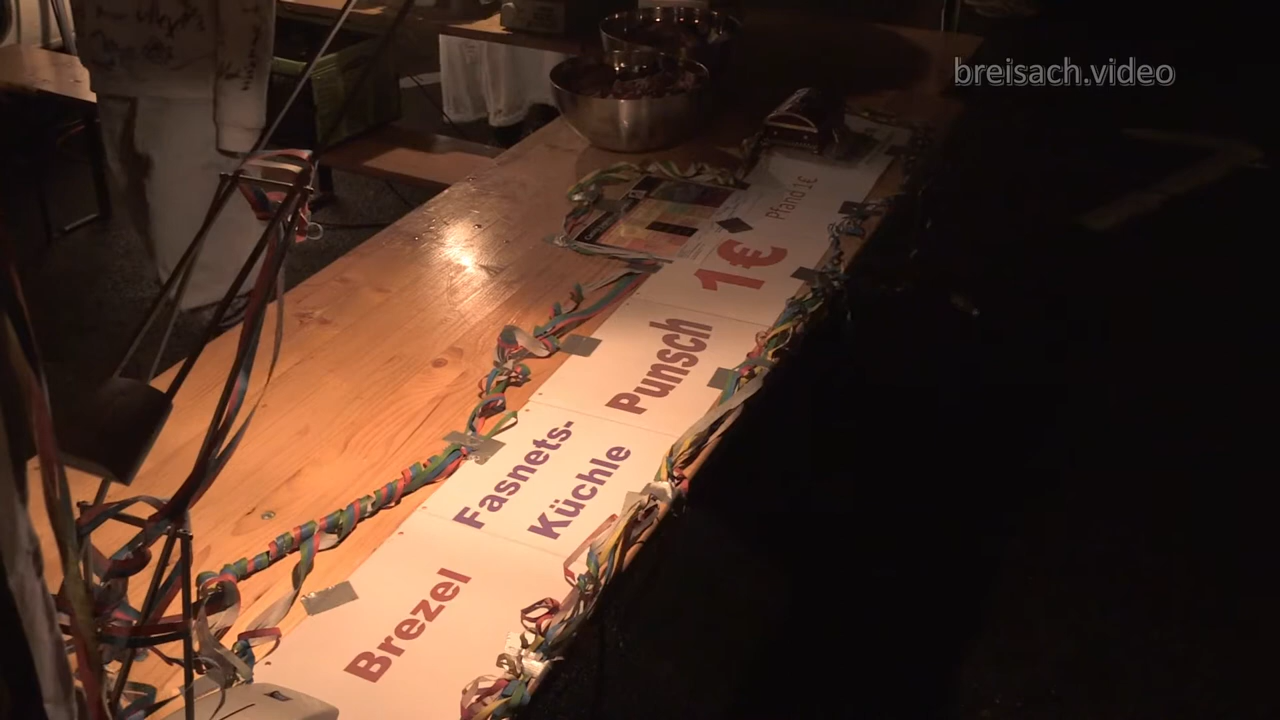 breisach.video
Pfand 1€
1€
Punsch
Fasnets-
Küchle
Brezel